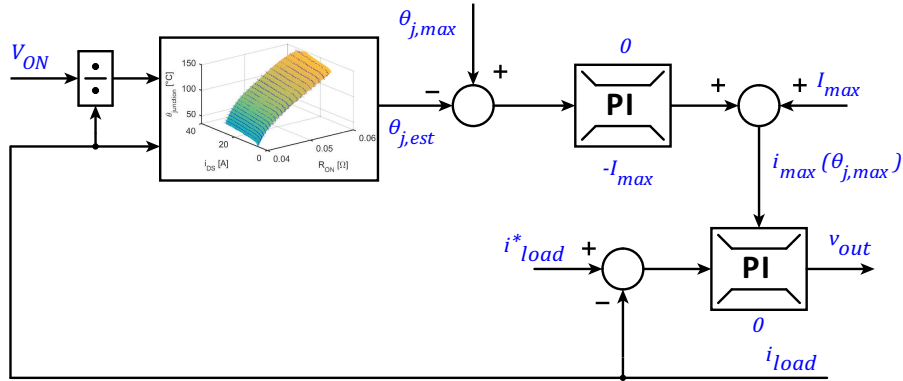 θj,max
VON
÷
150
100
50
θjunction [°C]
40
20
0
iDS [A]
0.04
0.05
0.06
RON [Ω]
−
+
θj,est
0
PI
-Imax
+
+
Imax
imax (θj,max)
i*load
+
−
PI
0
vout
iload